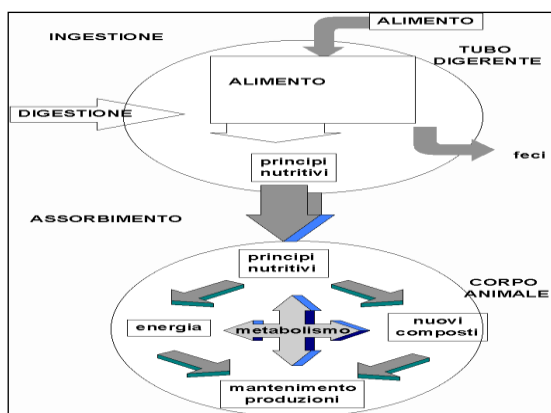 ALIMENTO
INGESTIONE
TUBO
DIGERENTE
ALIMENTO
DIGESTIONE
feci
principi
nutritivi
ASSORBIMENTO
principi
nutritivi
CORPO
ANIMALE
energia
metabolismo
nuovi
composti
mantenimento
produzioni